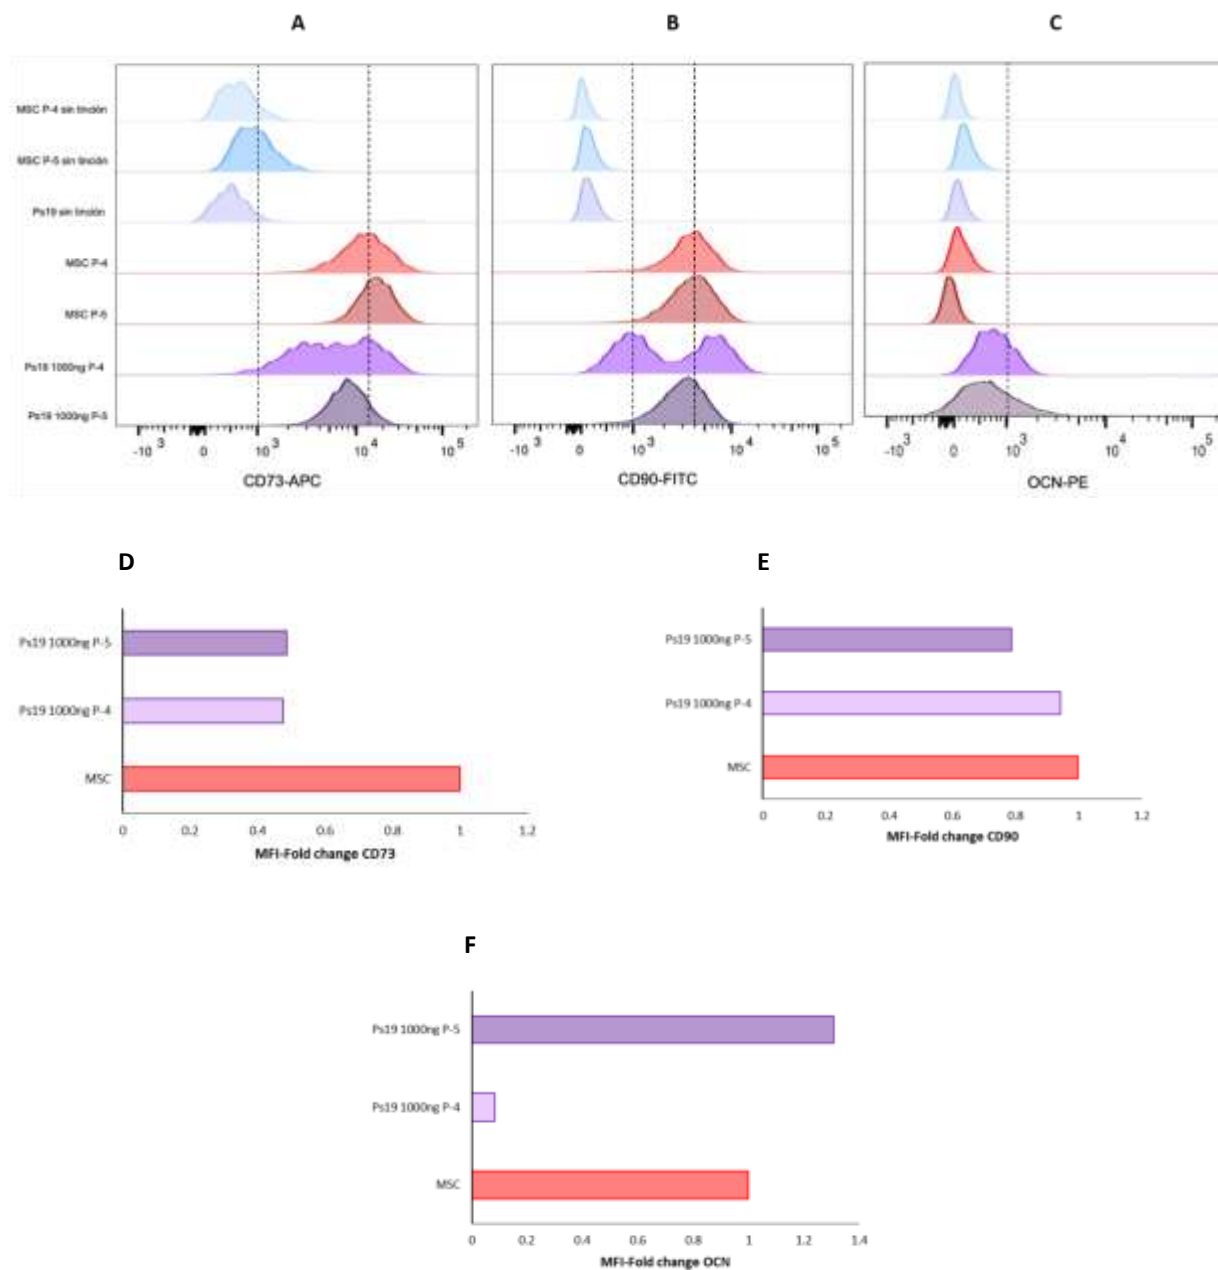 A
B
C
MSC P-4 sin tinción
MSC P-5 sin tinción
Ps19 sin tinción
MSC P-4
MSC P-5
Ps19 1000ng P-4
Ps19 1000ng P-5
-10 3 0 10 3 10 4 10 5
-10 3 0 10 3 10 4 10 5
-10 3 0 10 3 10 4 10 5
CD73-APC
CD90-FITC
OCN-PE
D
Ps19 1000ng P-5
Ps19 1000ng P-4
MSC
0 0.2 0.4 0.6 0.8 1 1.2
MFI-Fold change CD73
E
Ps19 1000ng P-5
Ps19 1000ng P-4
MSC
0 0.2 0.4 0.6 0.8 1 1.2
MFI-Fold change CD90
F
Ps19 1000ng P-5
Ps19 1000ng P-4
MSC
0 0.2 0.4 0.6 0.8 1 1.2 1.4
MFI-Fold change OCN